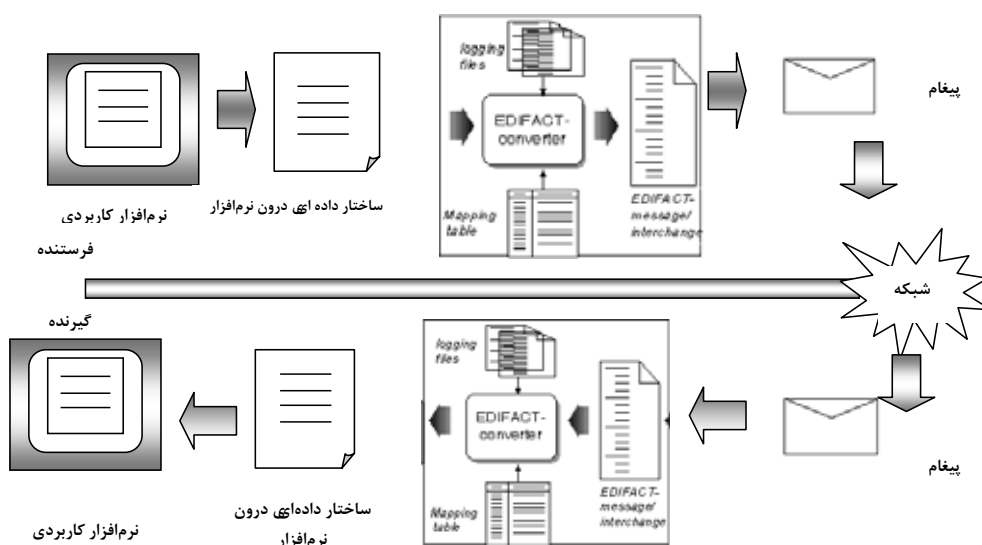 logging
files
EDIFACT-
converter
Mapping
table
EDIFACT-
message/
interchange
پیغام
ساختار داده ای درون نرم‌افزار
نرم‌افزار کاربردی
فرستنده
شبکه
گیرنده
logging
files
EDIFACT-
converter
Mapping
table
EDIFACT-
message/
interchange
پیغام
ساختار داده‌ای درون
نرم‌افزار
نرم‌افزار کاربردی